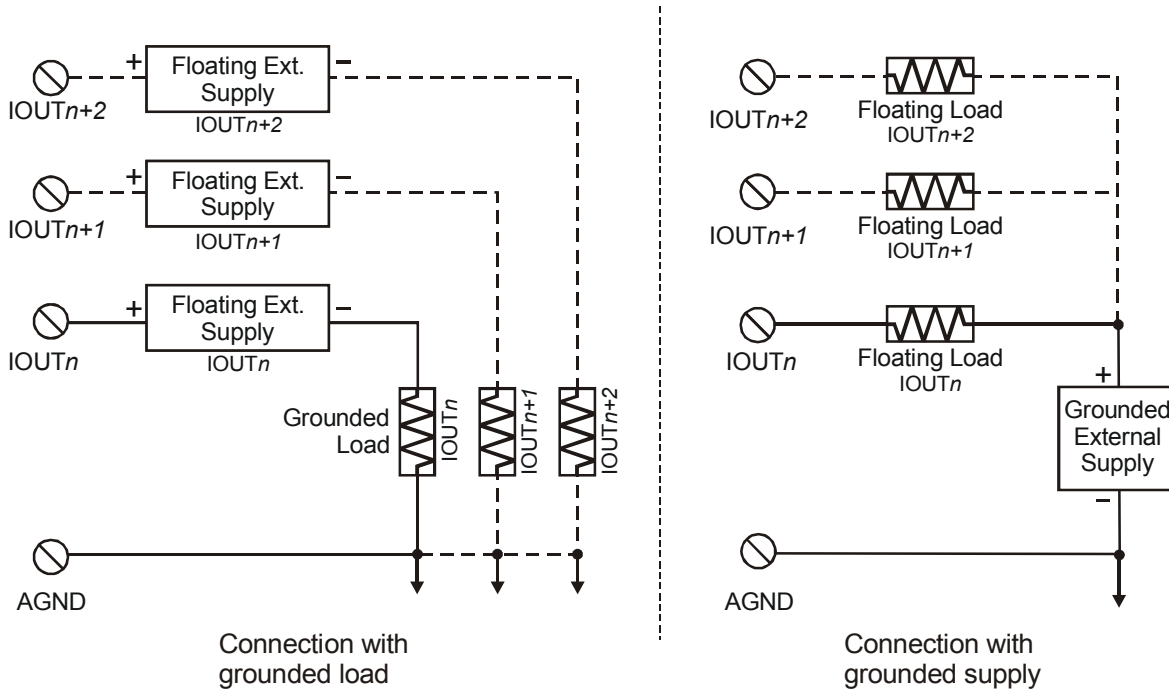 +
Floating Ext.
Supply
−
IOUTn+2
IOUTn+2
+
Floating Ext.
Supply
−
IOUTn+1
IOUTn+1
+
Floating Ext.
Supply
−
IOUTn
IOUTn
Grounded
Load
IOUTn
IOUTn+1
IOUTn+2
AGND
Connection with
grounded load
IOUTn+2
Floating Load
IOUTn+2
IOUTn+1
Floating Load
IOUTn+1
IOUTn
Floating Load
IOUTn
+
Grounded
External
Supply
−
AGND
Connection with
grounded supply